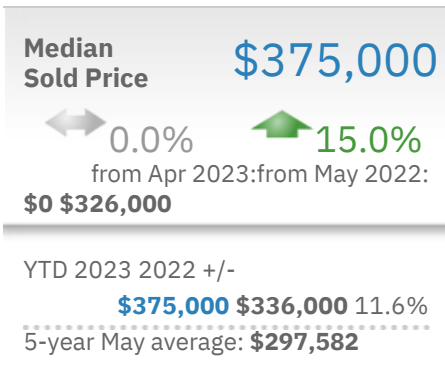 Median
Sold Price
$375,000
0.0% 15.0%
from Apr 2023:from May 2022:
$0 $326,000
YTD 2023 2022 +/-
$375,000 $336,000 11.6%
5-year May average: $297,582